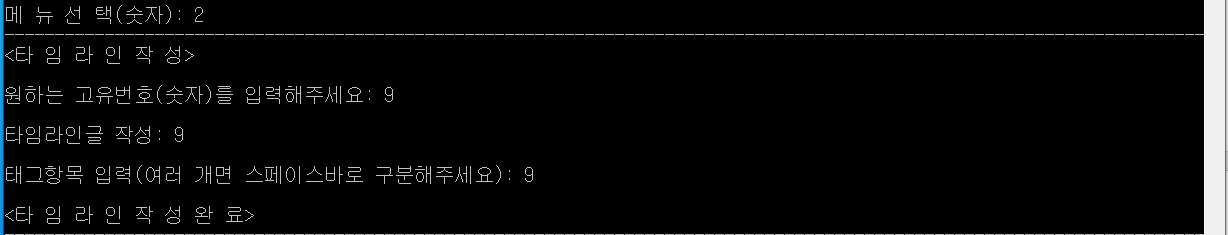 메 뉴 선 택(숫자): 2
<타 임 라 인 작 성>
원하는 고유번호(숫자)를 입력해주세요: 9
타임라인글 작성: 9
태그항목 입력(여러 개면 스페이스바로 구분해주세요): 9
<타 임 라 인 작 성 완 료>